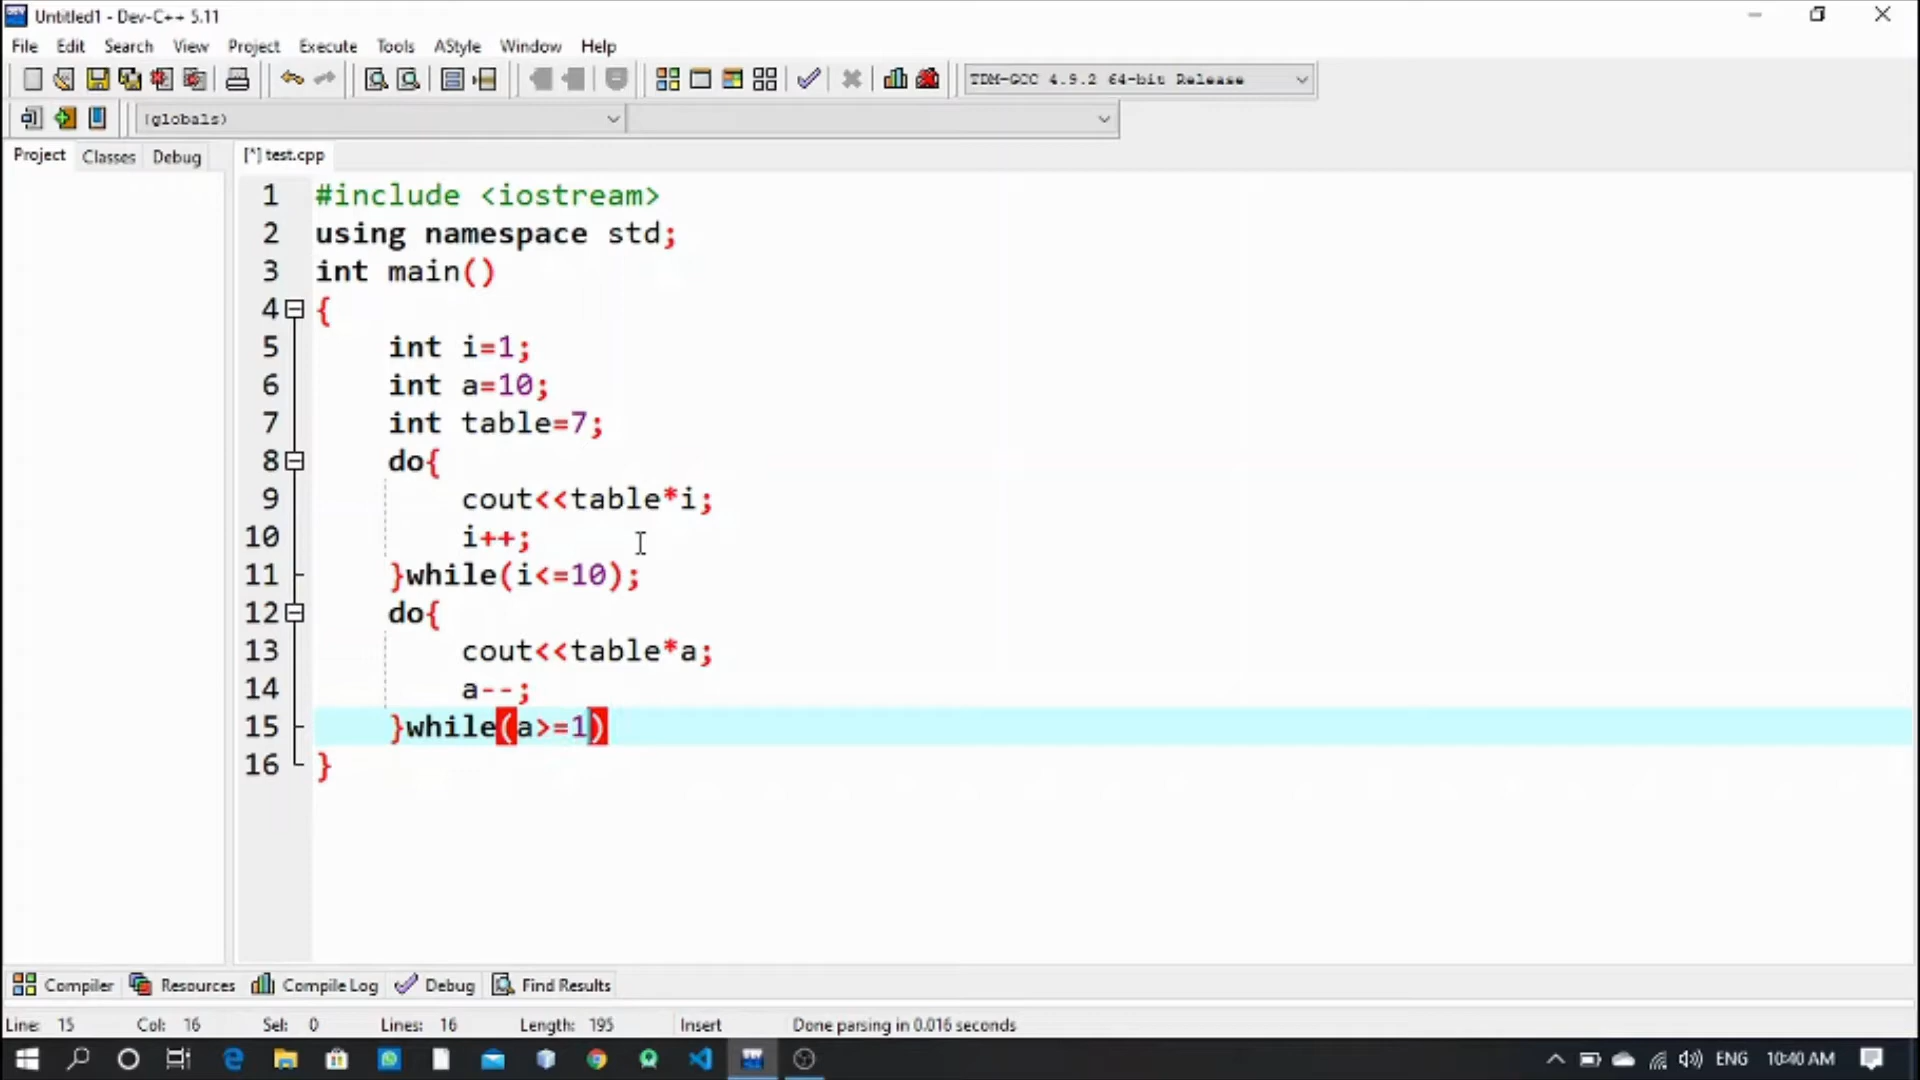 Untitled1 - Dev-C++ 5.11
File Edit Search View Project Execute Tools AStyle Window Help
TDM-GCC 4.9.2 64-bit Release
(globals)
Project Classes Debug [*] test.cpp
1 #include <iostream>
2 using namespace std;
3 int main()
4 {
5 int i=1;
6 int a=10;
7 int table=7;
8 do{
9 cout<<table*i;
10 i++;
11 }while(i<=10);
12 do{
13 cout<<table*a;
14 a--;
15 }while(a>=1)
16 }
Compiler Resources Compile Log Debug Find Results
Line: 15 Col: 16 Sel: 0 Lines: 16 Length: 195 Insert Done parsing in 0.016 seconds
ENG 10:40 AM